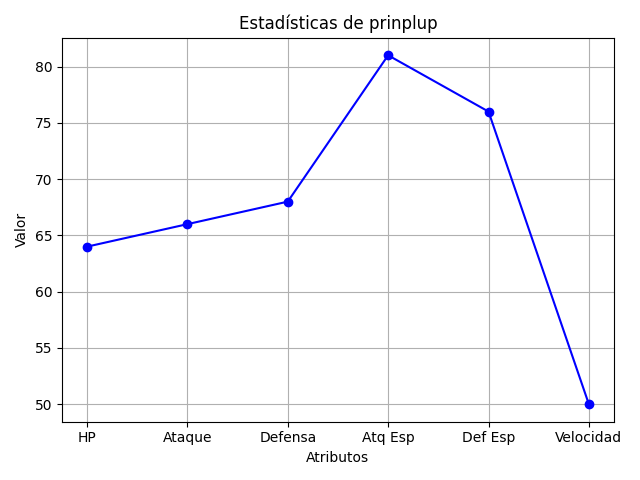 Estadísticas de prinplup
Valor
80
75
70
65
60
55
50
HP Ataque Defensa Atq Esp Def Esp Velocidad
Atributos